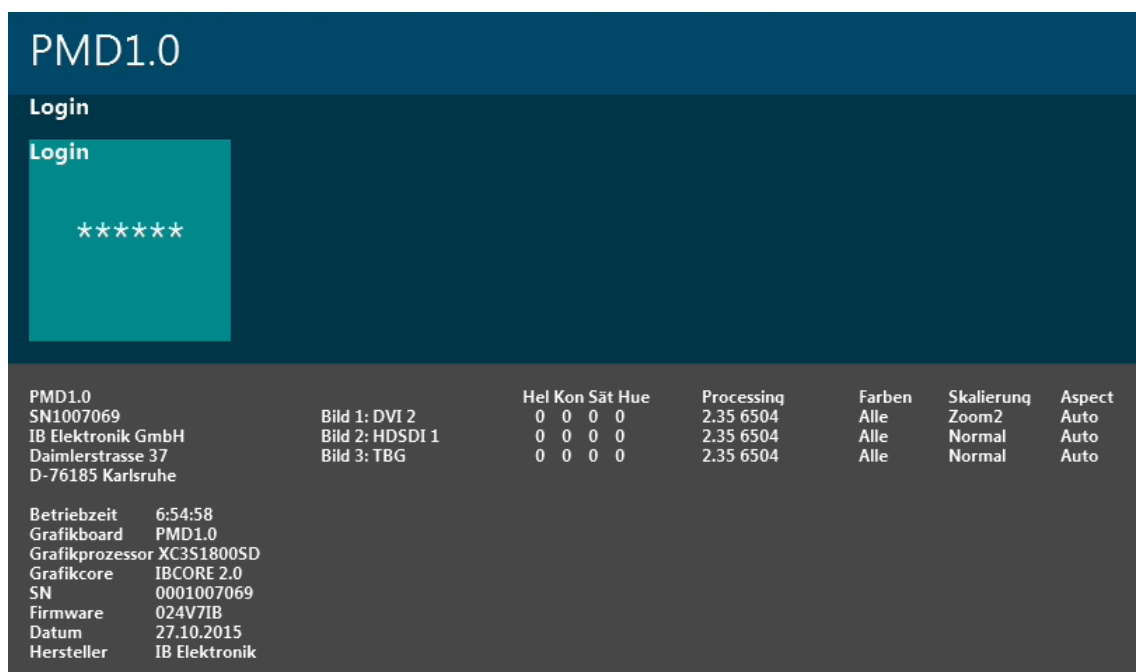 PMD1.0
Login
Login
******
PMD1.0 Hel Kon Sät Hue Processing Farben Skalierung Aspect
SN1007069 Bild 1: DVI 2 0 0 0 0 2.35 6504 Alle Zoom2 Auto
IB Elektronik GmbH Bild 2: HDSDI 1 0 0 0 0 2.35 6504 Alle Normal Auto
Daimlerstrasse 37 Bild 3: TBG 0 0 0 0 2.35 6504 Alle Normal Auto
D-76185 Karlsruhe
Betriebzeit 6:54:58
Grafikboard PMD1.0
Grafikprozessor XC3S1800SD
Grafikcore IBCORE 2.0
SN 0001007069
Firmware 024V7IB
Datum 27.10.2015
Hersteller IB Elektronik